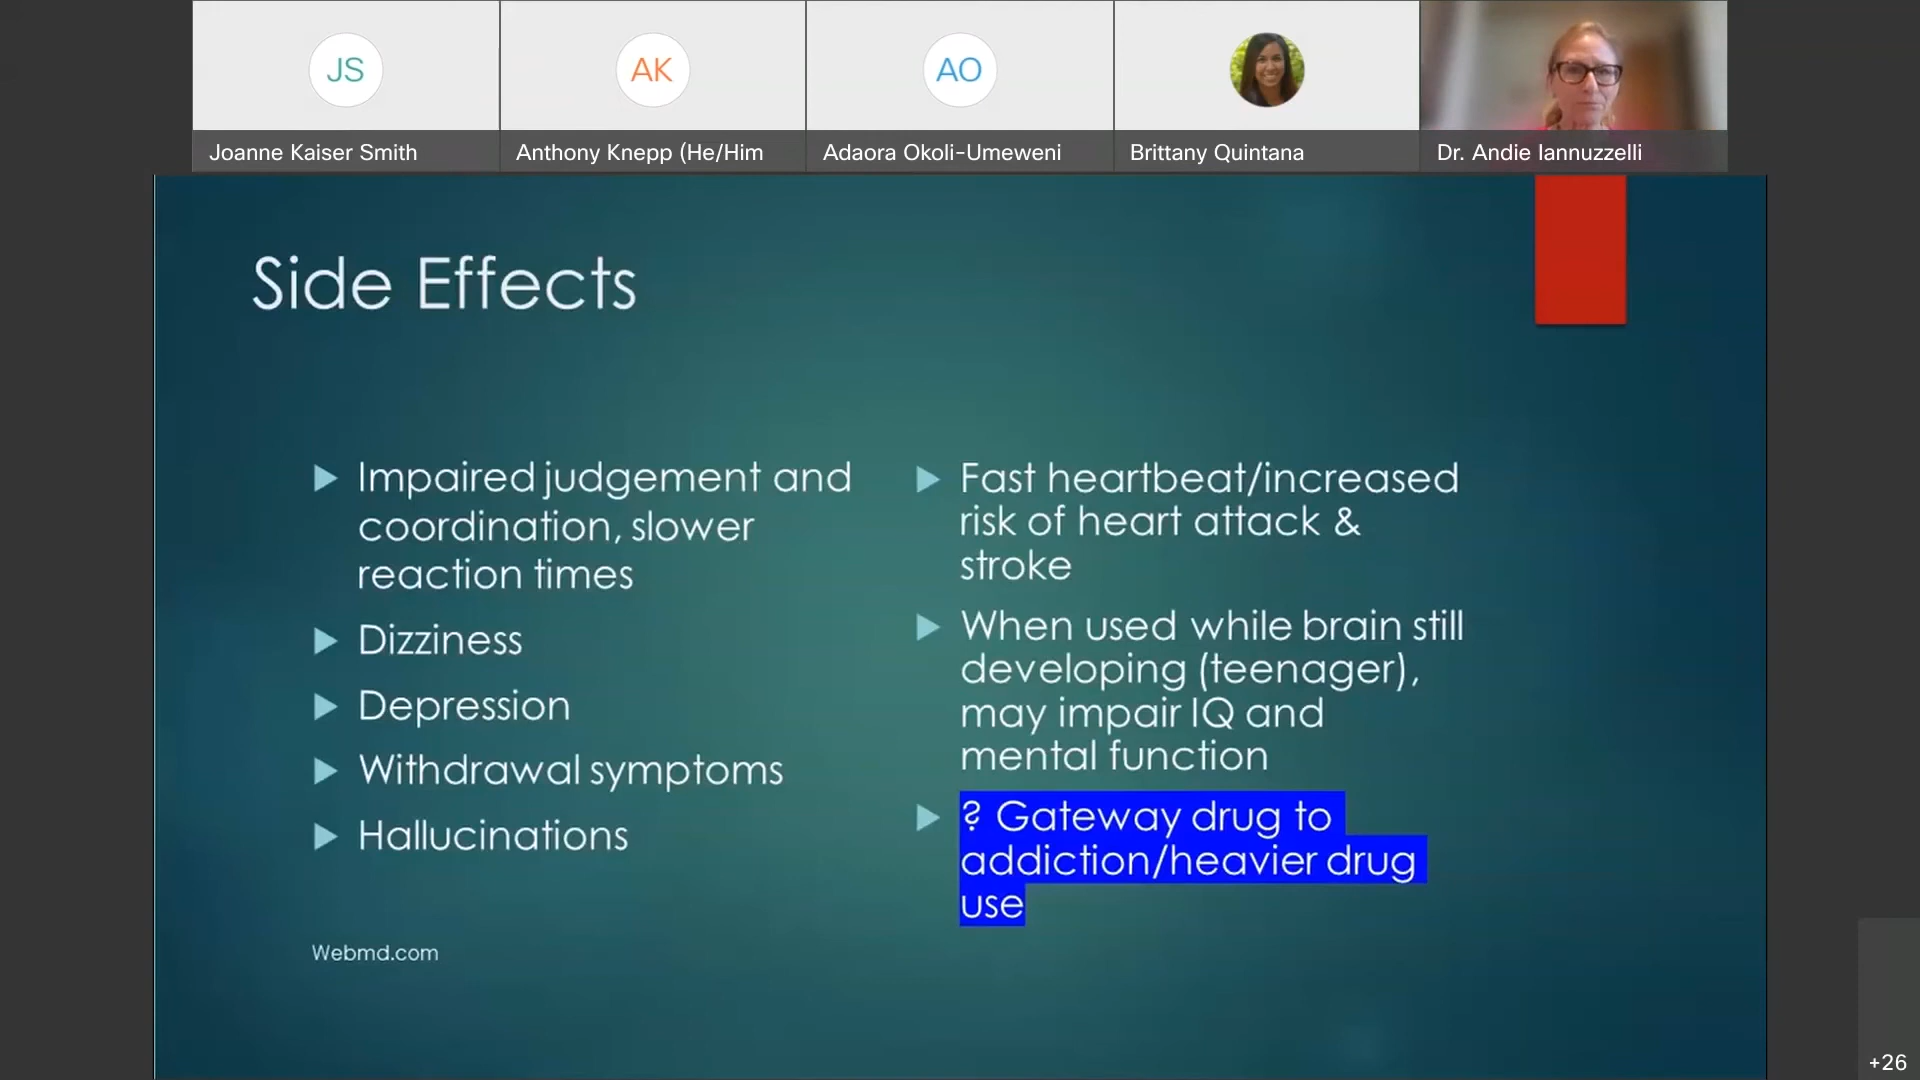 JS
AK
AO
Joanne Kaiser Smith
Anthony Knepp (He/Him
Adaora Okoli-Umeweni
Brittany Quintana
Dr. Andie Iannuzzelli
Side Effects
Impaired judgement and
coordination, slower
reaction times
Dizziness
Depression
Withdrawal symptoms
Hallucinations
Webmd.com
Fast heartbeat/increased
risk of heart attack &
stroke
When used while brain still
developing (teenager),
may impair IQ and
mental function
? Gateway drug to
addiction/heavier drug
use
+26